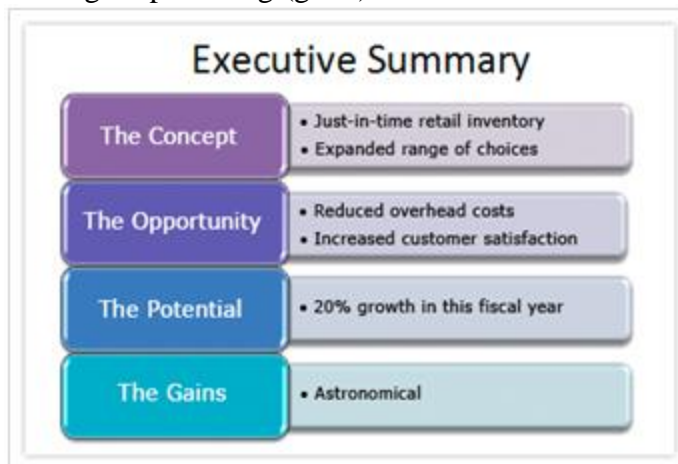 Executive Summary
The Concept
• Just-in-time retail inventory
• Expanded range of choices
The Opportunity
• Reduced overhead costs
• Increased customer satisfaction
The Potential
• 20% growth in this fiscal year
The Gains
• Astronomical